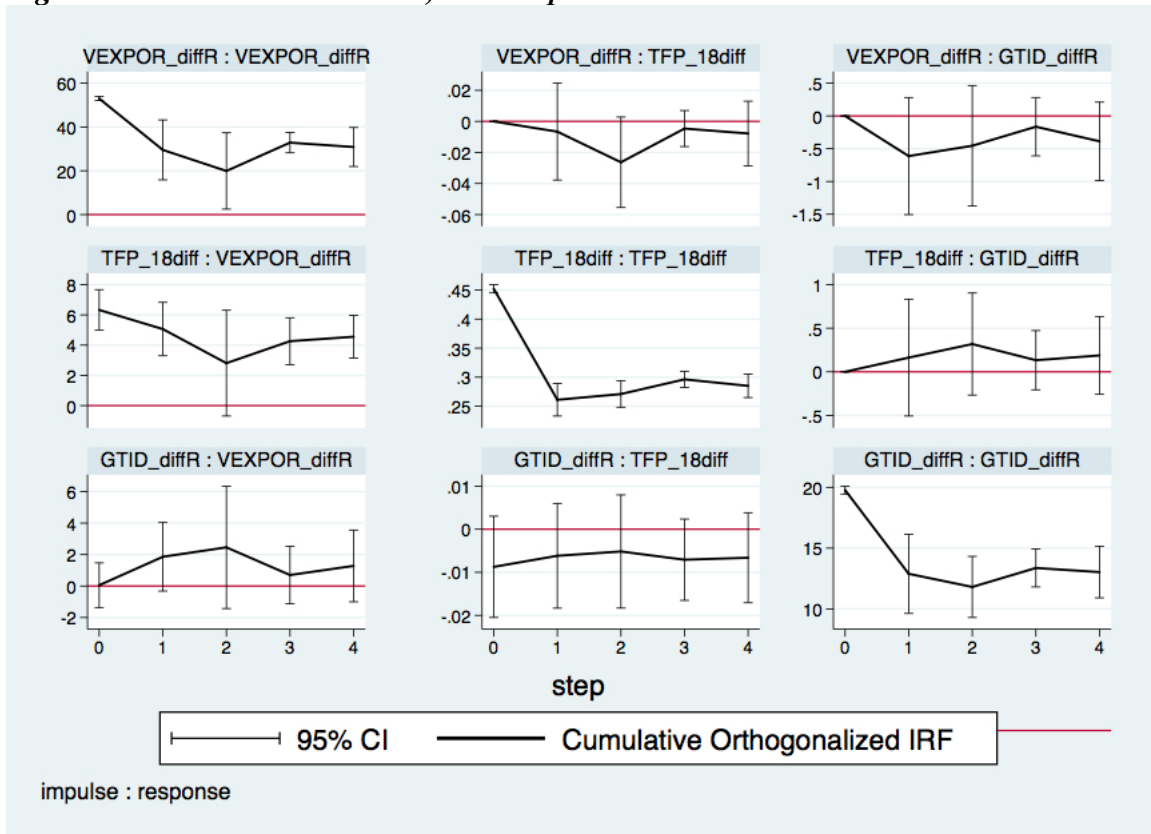 VEXPOR_diffR : VEXPOR_diffR
60
40
20
0
VEXPOR_diffR : TFP_18diff
.02
0
-.02
-.04
-.06
VEXPOR_diffR : GTID_diffR
.5
0
-.5
-1
-1.5
TFP_18diff : VEXPOR_diffR
8
6
4
2
0
TFP_18diff : TFP_18diff
.45
.4
.35
.3
.25
TFP_18diff : GTID_diffR
1
.5
0
-.5
GTID_diffR : VEXPOR_diffR
6
4
2
0
-2
0 1 2 3 4
GTID_diffR : TFP_18diff
.01
0
-.01
-.02
0 1 2 3 4
GTID_diffR : GTID_diffR
20
15
10
0 1 2 3 4
step
95% CI Cumulative Orthogonalized IRF
impulse : response